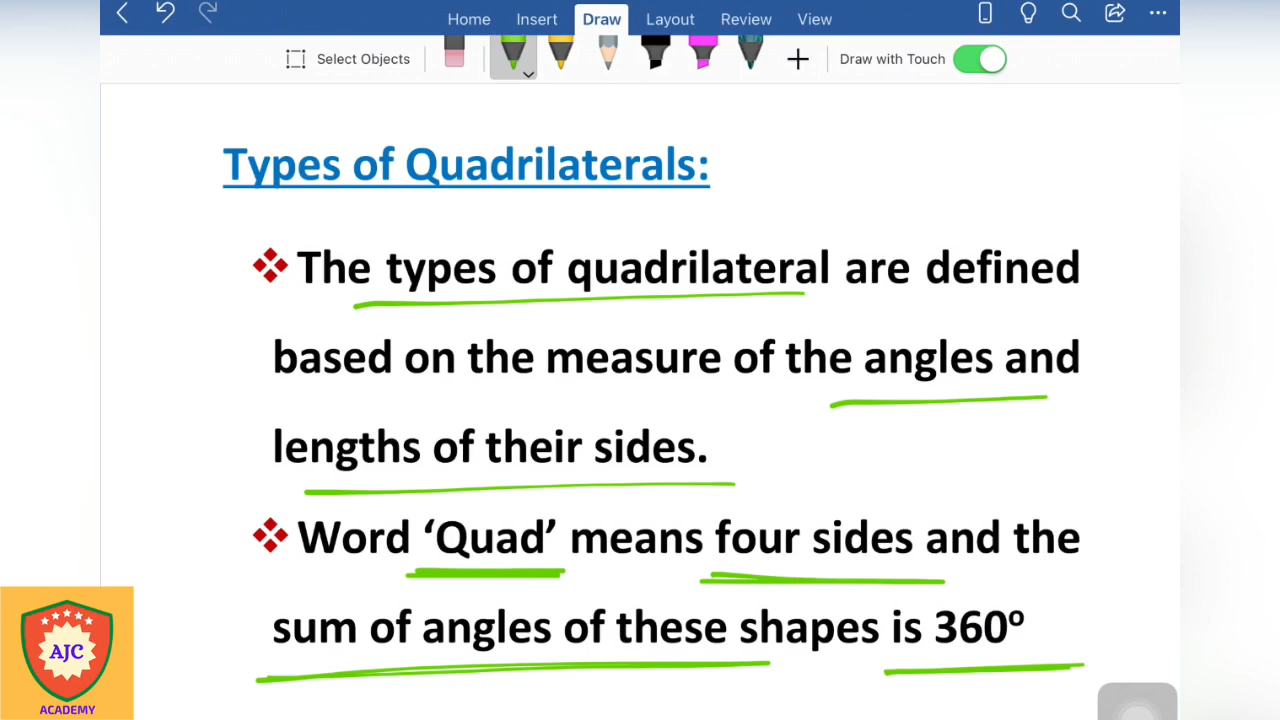 Home Insert Draw Layout Review View
Select Objects Draw with Touch
Types of Quadrilaterals:
❖ The types of quadrilateral are defined
based on the measure of the angles and
lengths of their sides.
❖ Word ‘Quad’ means four sides and the
sum of angles of these shapes is 360º
AJC
ACADEMY